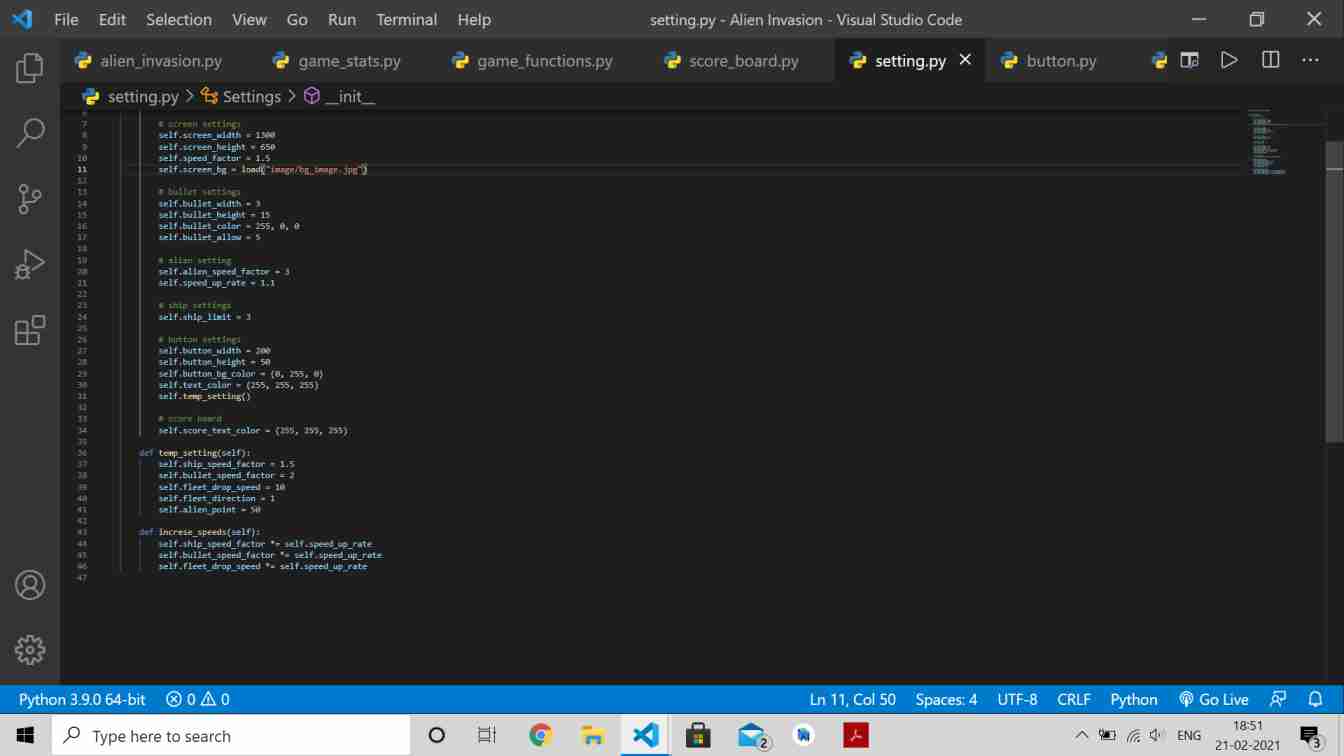 File Edit Selection View Go Run Terminal Help setting.py - Alien Invasion - Visual Studio Code
alien_invasion.py game_stats.py game_functions.py score_board.py setting.py button.py
setting.py > Settings > __init__
6
7 # screen settings
8 self.screen_width = 1300
9 self.screen_height = 650
10 self.speed_factor = 1.5
11 self.screen_bg = load("image/bg_image.jpg")
12
13 # bullet settings
14 self.bullet_width = 3
15 self.bullet_height = 15
16 self.bullet_color = 255, 0, 0
17 self.bullet_allow = 5
18
19 # alian setting
20 self.alien_speed_factor = 3
21 self.speed_up_rate = 1.1
22
23 # ship settings
24 self.ship_limit = 3
25
26 # button settings
27 self.button_width = 200
28 self.button_height = 50
29 self.button_bg_color = (0, 255, 0)
30 self.text_color = (255, 255, 255)
31 self.temp_setting()
32
33 # score board
34 self.score_text_color = (255, 255, 255)
35
36 def temp_setting(self):
37 self.ship_speed_factor = 1.5
38 self.bullet_speed_factor = 2
39 self.fleet_drop_speed = 10
40 self.fleet_direction = 1
41 self.alien_point = 50
42
43 def increse_speeds(self):
44 self.ship_speed_factor *= self.speed_up_rate
45 self.bullet_speed_factor *= self.speed_up_rate
46 self.fleet_drop_speed *= self.speed_up_rate
47
Python 3.9.0 64-bit 0 0 Ln 11, Col 50 Spaces: 4 UTF-8 CRLF Python Go Live
Type here to search 2 ENG 18:51 3
21-02-2021